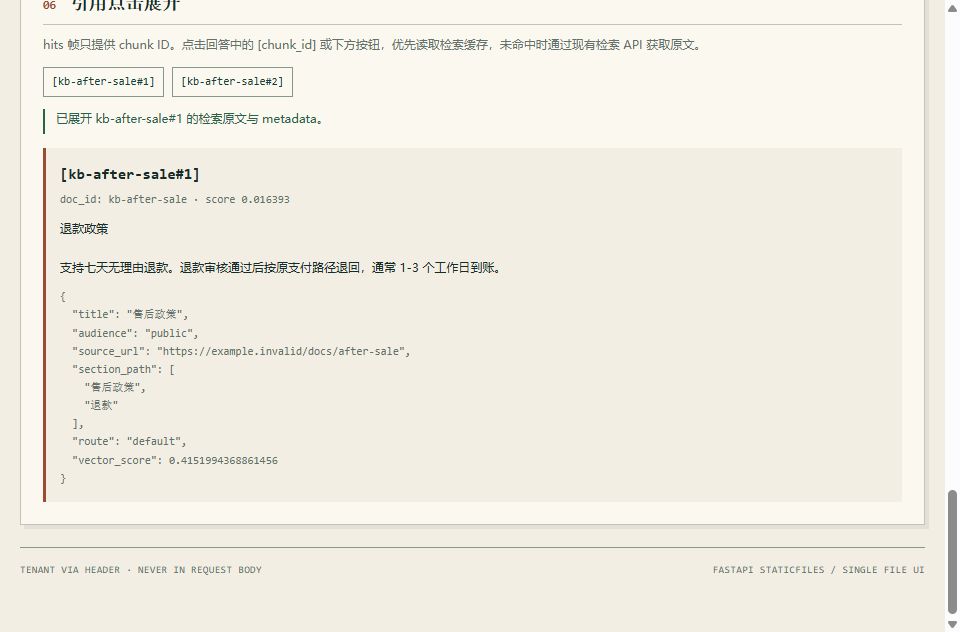 06 引用点击展开
hits 帧只提供 chunk ID。点击回答中的 [chunk_id] 或下方按钮，优先读取检索缓存，未命中时通过现有检索 API 获取原文。
[kb-after-sale#1] [kb-after-sale#2]
已展开 kb-after-sale#1 的检索原文与 metadata。
[kb-after-sale#1]
doc_id: kb-after-sale · score 0.016393
退款政策
支持七天无理由退款。退款审核通过后按原支付路径退回，通常 1-3 个工作日到账。
{
  "title": "售后政策",
  "audience": "public",
  "source_url": "https://example.invalid/docs/after-sale",
  "section_path": [
    "售后政策",
    "退款"
  ],
  "route": "default",
  "vector_score": 0.4151994368861456
}
TENANT VIA HEADER · NEVER IN REQUEST BODY FASTAPI STATICFILES / SINGLE FILE UI